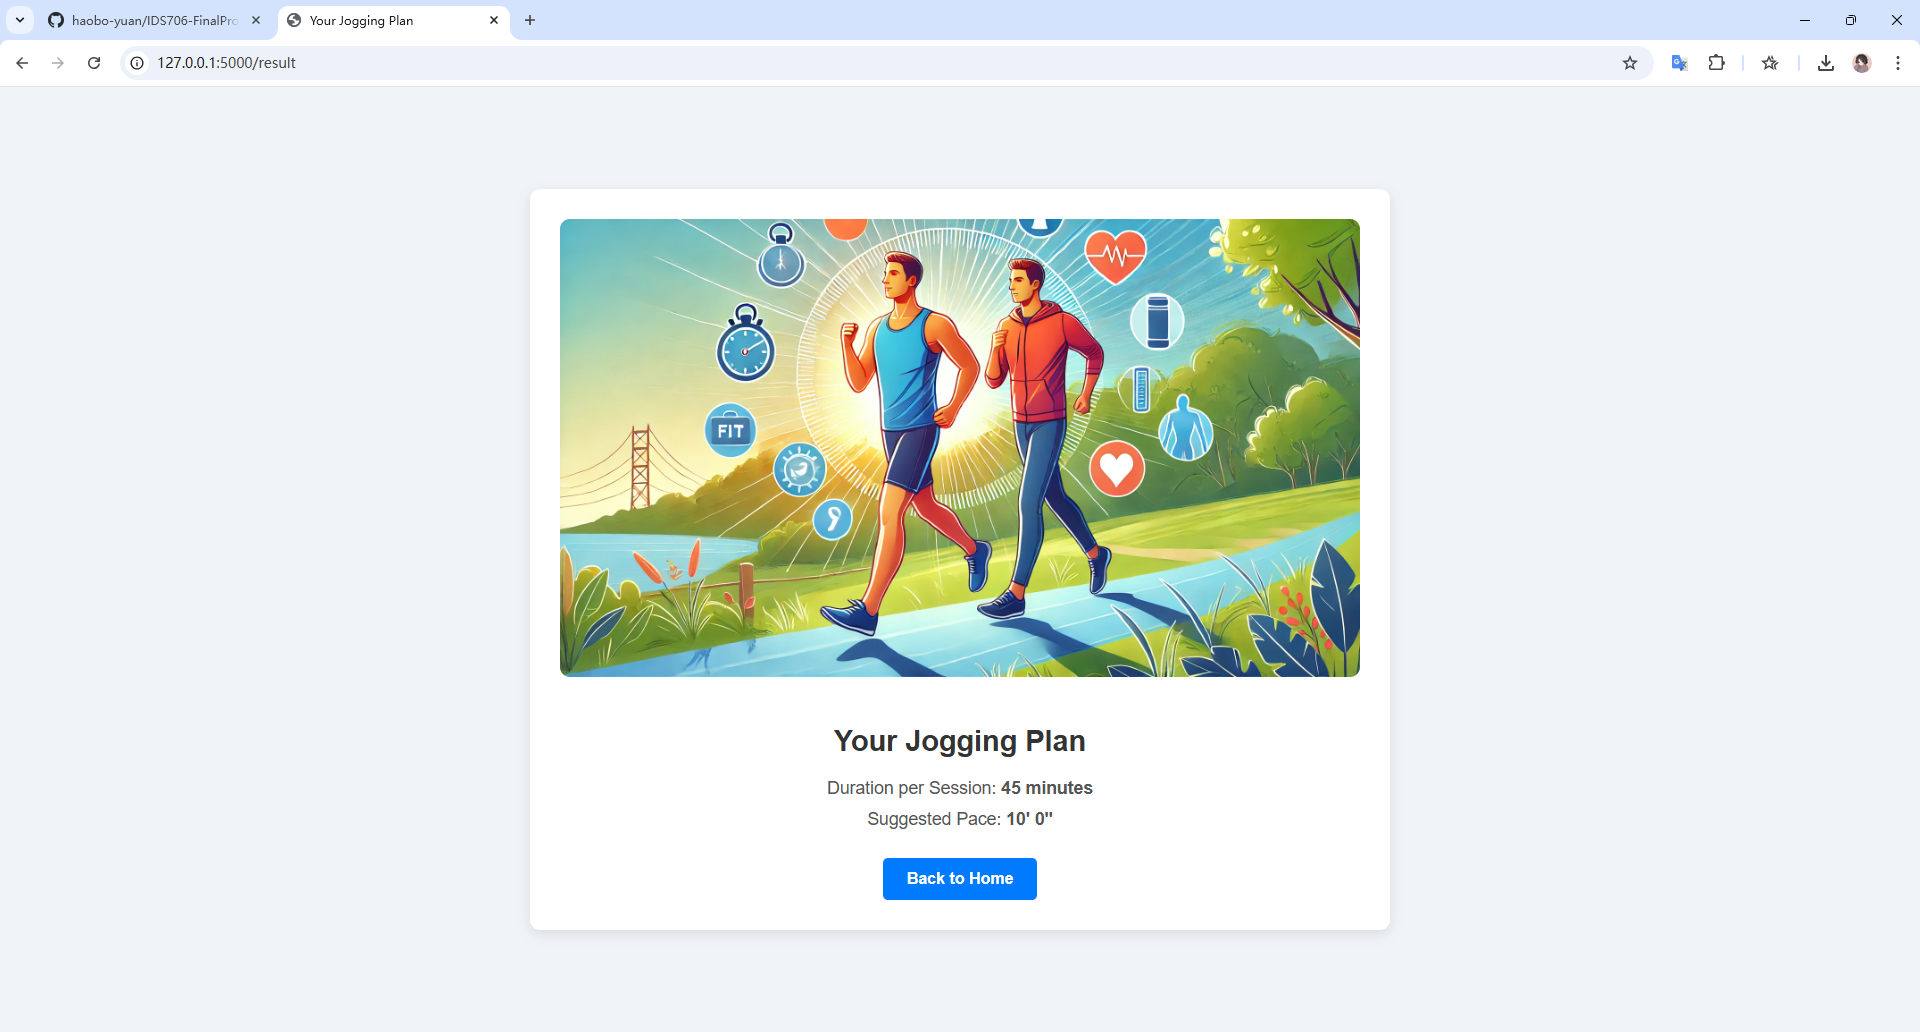 haobo-yuan/IDS706-FinalPro
Your Jogging Plan
127.0.0.1:5000/result
FIT
Your Jogging Plan
Duration per Session: 45 minutes
Suggested Pace: 10' 0"
Back to Home